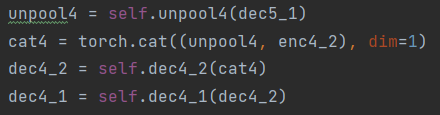 unpool4 = self.unpool4(dec5_1)
cat4 = torch.cat((unpool4, enc4_2), dim=1)
dec4_2 = self.dec4_2(cat4)
dec4_1 = self.dec4_1(dec4_2)